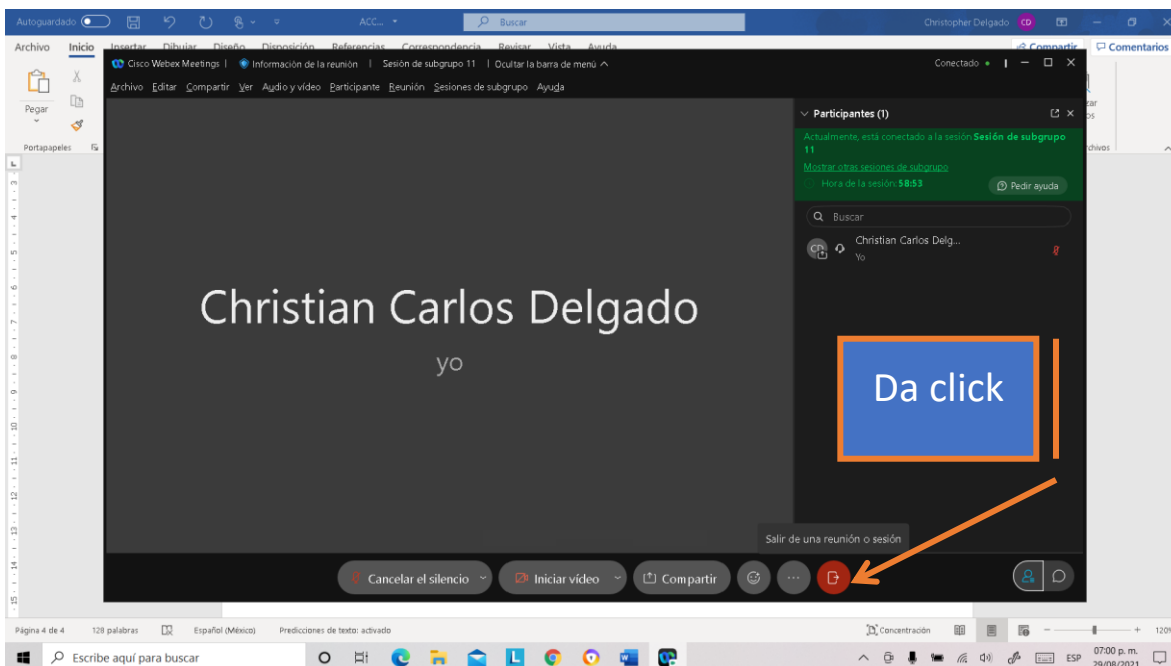 Autoguardado
ACC...
Buscar
Christopher Delgado
CD
Archivo Inicio Insertar Dibujar Diseño Disposición Referencias Correspondencia Revisar Vista Ayuda
Compartir
Comentarios
Pegar
Portapapeles
Cisco Webex Meetings | Información de la reunión | Sesión de subgrupo 11 | Ocultar la barra de menú
Conectado
Archivo Editar Compartir Ver Audio y vídeo Participante Reunión Sesiones de subgrupo Ayuda
Participantes (1)
Actualmente, está conectado a la sesión Sesión de subgrupo
11
Mostrar otras sesiones de subgrupo
Hora de la sesión: 58:53
Pedir ayuda
Buscar
CD
Christian Carlos Delg...
Yo
Christian Carlos Delgado
yo
Da click
Salir de una reunión o sesión
Cancelar el silencio
Iniciar vídeo
Compartir
Página 4 de 4
128 palabras
Español (México)
Predicciones de texto: activado
Concentración
120%
Escribe aquí para buscar
L
ESP
07:00 p. m.
29/08/2021